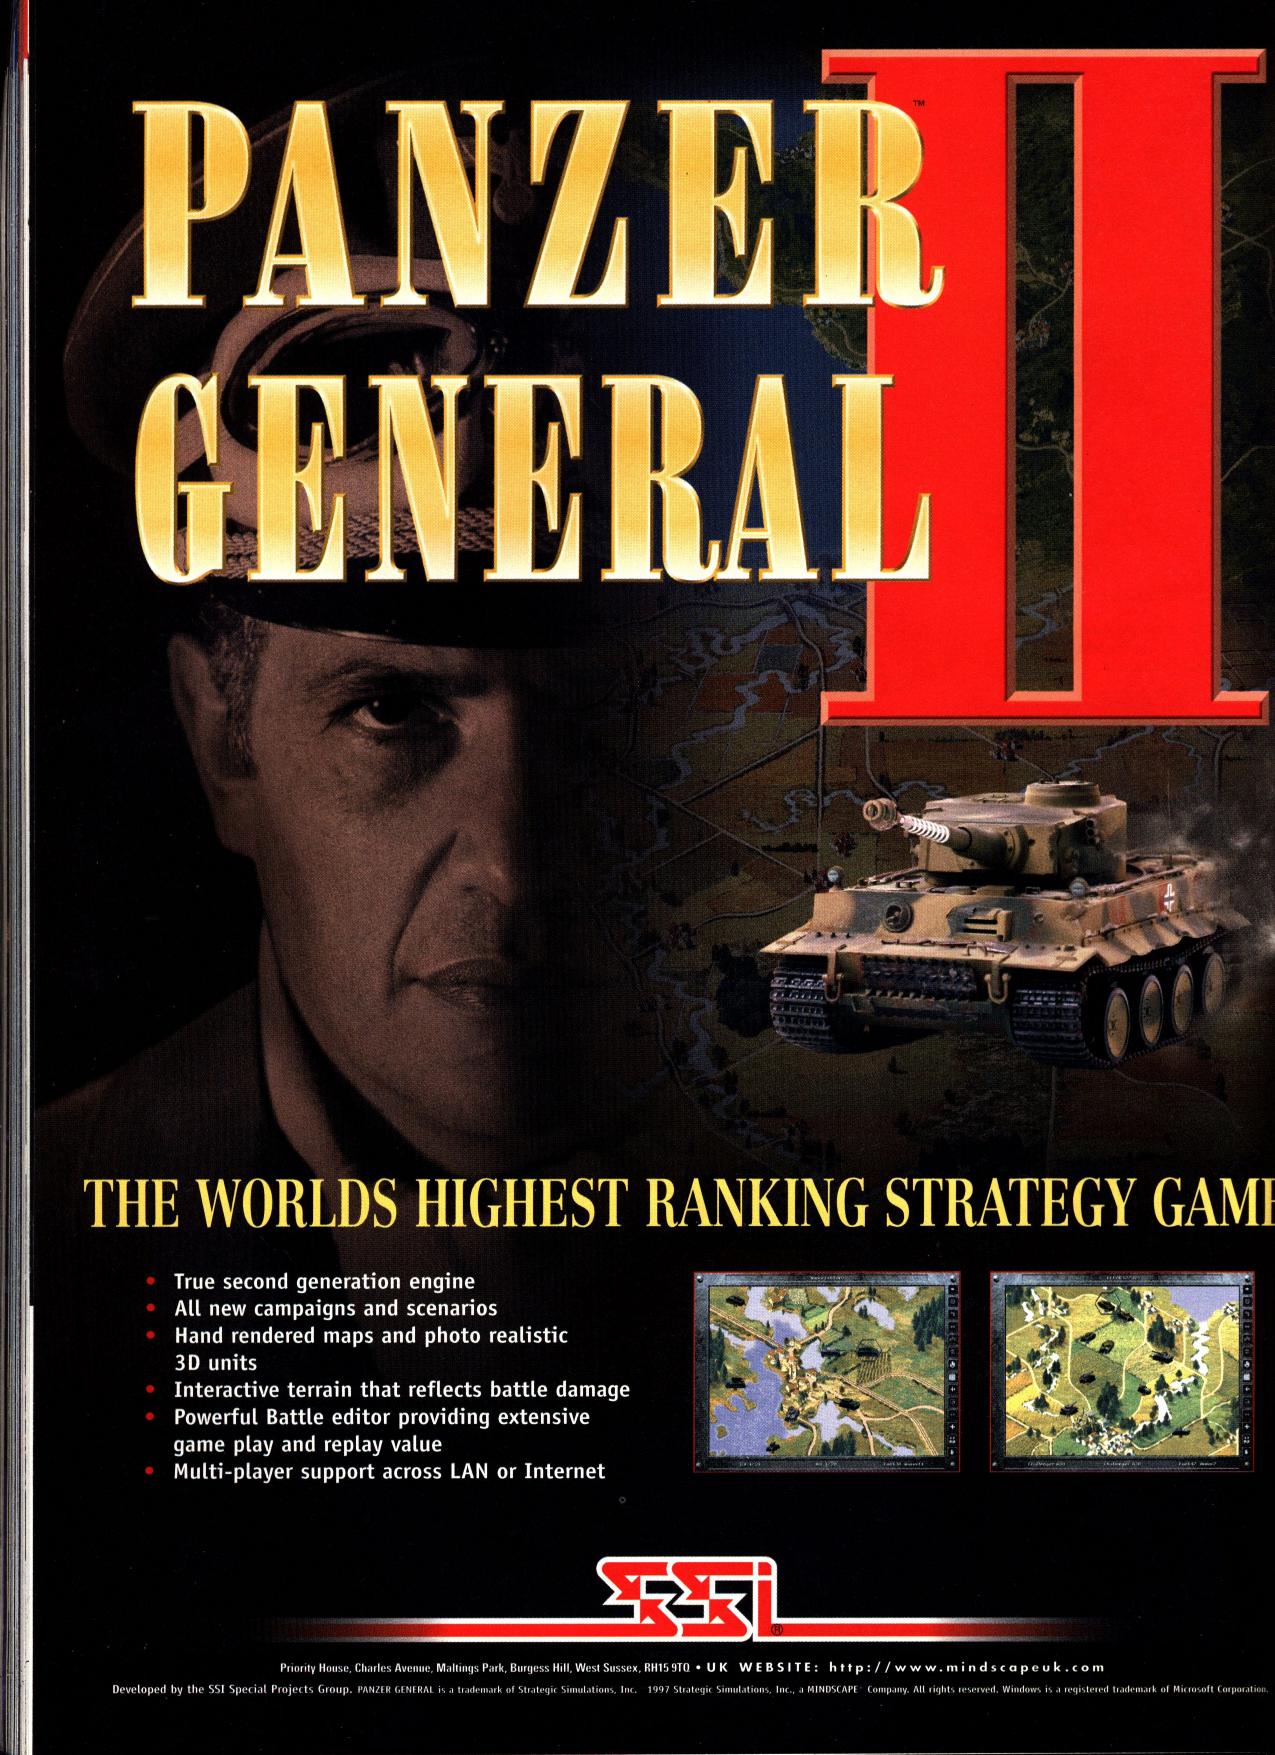 PANZER
™
GENERAL
II
THE WORLDS HIGHEST RANKING STRATEGY GAME
• True second generation engine
• All new campaigns and scenarios
• Hand rendered maps and photo realistic
3D units
• Interactive terrain that reflects battle damage
• Powerful Battle editor providing extensive
game play and replay value
• Multi-player support across LAN or Internet
SSI
®
Priority House, Charles Avenue, Maltings Park, Burgess Hill, West Sussex, RH15 9TQ • UK WEBSITE: http://www.mindscapeuk.com
Developed by the SSI Special Projects Group. PANZER GENERAL is a trademark of Strategic Simulations, Inc. 1997 Strategic Simulations, Inc., a MINDSCAPE Company. All rights reserved. Windows is a registered trademark of Microsoft Corporation.